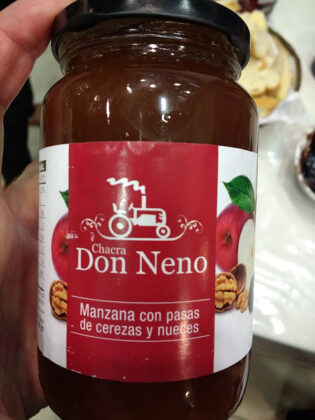 Chacra
Don Neno
Manzana con pasas
de cerezas y nueces